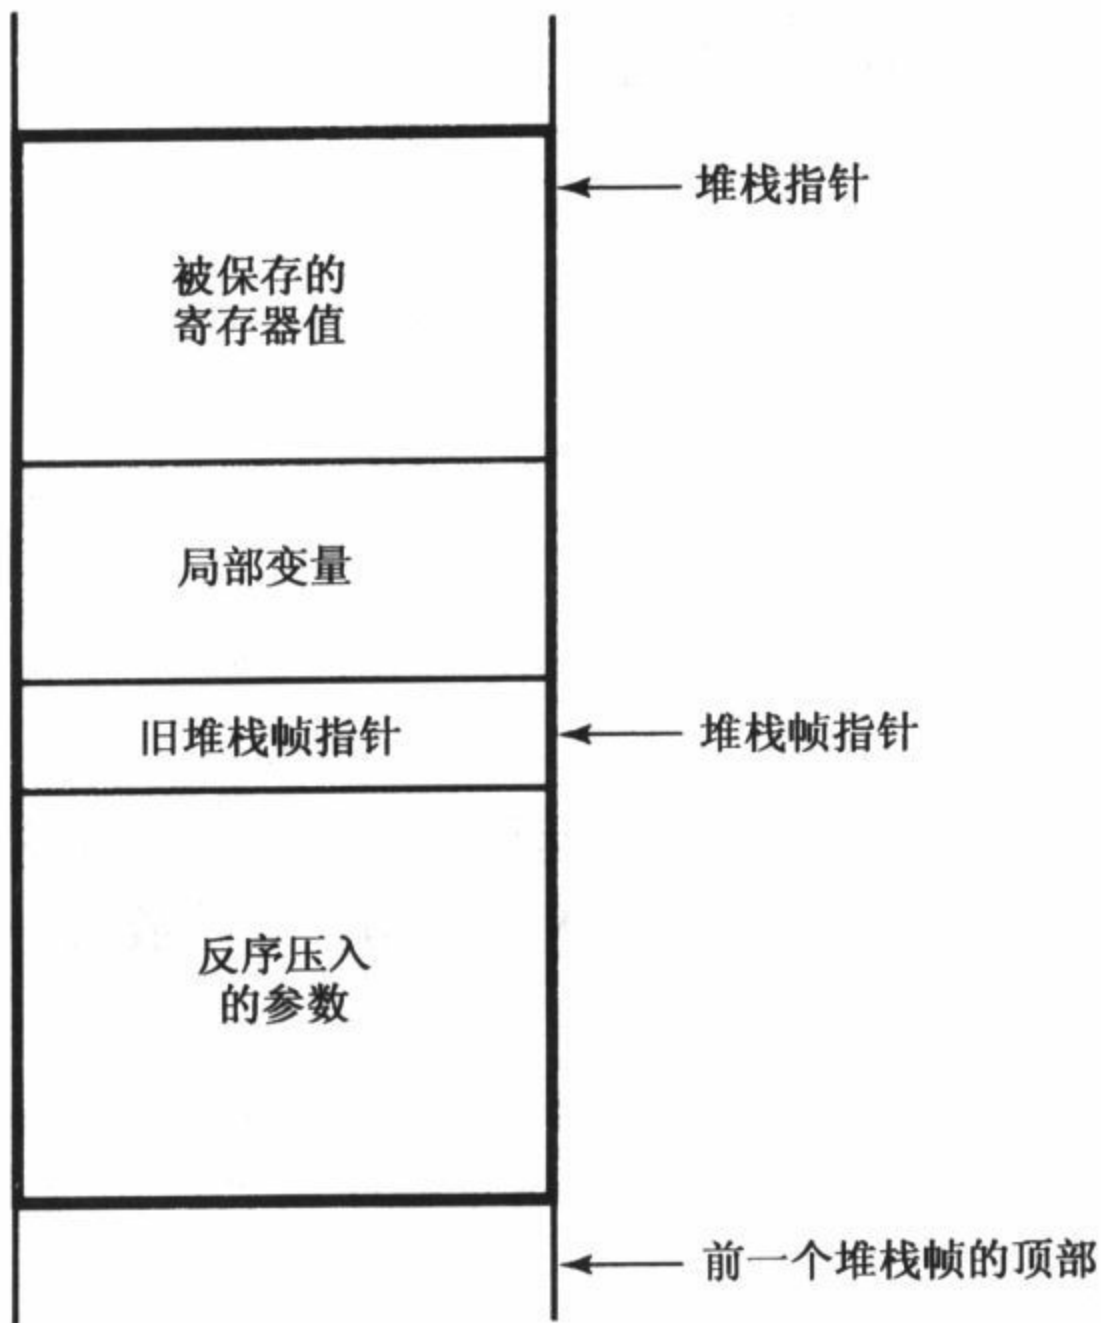 堆栈指针
被保存的
寄存器值
局部变量
旧堆栈帧指针
堆栈帧指针
反序压入
的参数
前一个堆栈帧的顶部